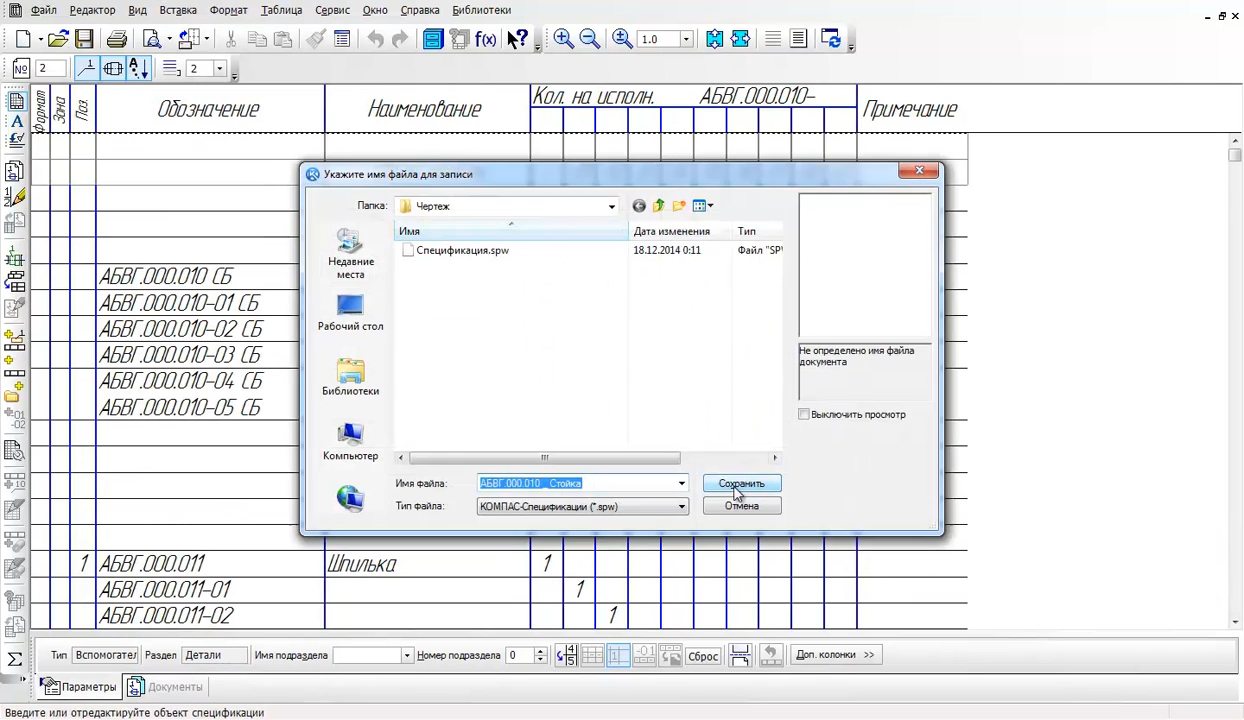 Файл Редактор Вид Вставка Формат Таблица Сервис Окно Справка Библиотеки
f(x) 1.0
№ 2 2
Формат Зона Поз. Обозначение Наименование Кол. на исполн. АБВГ.000.010- Примечание
АБВГ.000.010 СБ
АБВГ.000.010-01 СБ
АБВГ.000.010-02 СБ
АБВГ.000.010-03 СБ
АБВГ.000.010-04 СБ
АБВГ.000.010-05 СБ
Укажите имя файла для записи
Папка: Чертеж
Имя Дата изменения Тип
Спецификация.spw 18.12.2014 0:11 Файл "SP
Недавние
места
Рабочий стол
Библиотеки
Компьютер
Не определено имя файла
документа
Выключить просмотр
Имя файла: АБВГ.000.010 _ Стойка Сохранить
Тип файла: КОМПАС-Спецификации (*.spw) Отмена
1 АБВГ.000.011 Шпилька 1
АБВГ.000.011-01 1
АБВГ.000.011-02 1
Тип Вспомогател Раздел Детали Имя подраздела Номер подраздела 0 Сброс Доп. колонки >>
Параметры Документы
Введите или отредактируйте объект спецификации